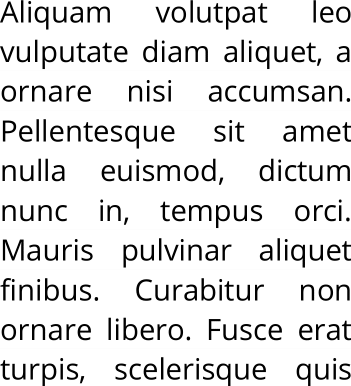 Aliquam volutpat leo
vulputate diam aliquet, a
ornare nisi accumsan.
Pellentesque sit amet
nulla euismod, dictum
nunc in, tempus orci.
Mauris pulvinar aliquet
finibus. Curabitur non
ornare libero. Fusce erat
turpis, scelerisque quis